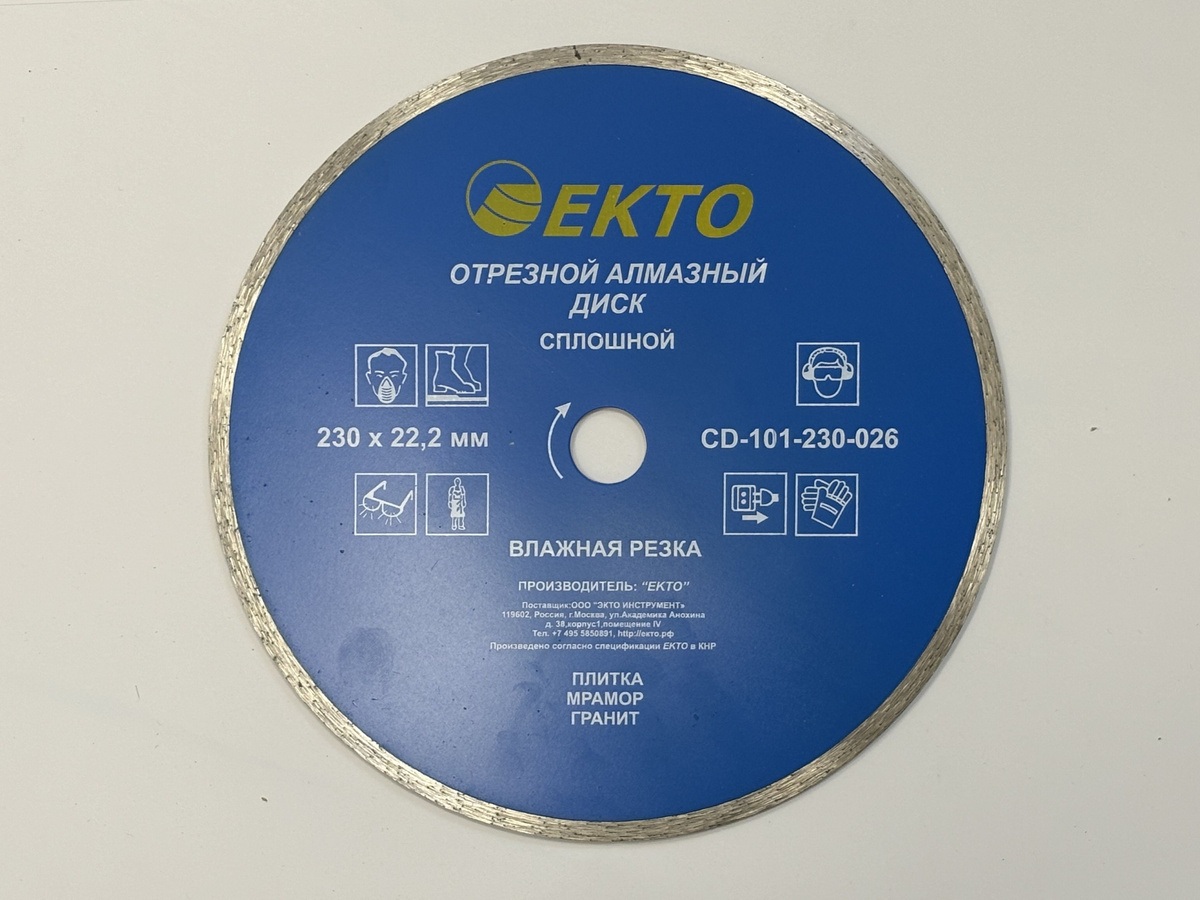 EKTO
ОТРЕЗНОЙ АЛМАЗНЫЙ
ДИСК
СПЛОШНОЙ
230 x 22,2 мм
CD-101-230-026
ВЛАЖНАЯ РЕЗКА
ПРОИЗВОДИТЕЛЬ: "ЕКТО"
Поставщик:ООО "ЭКТО ИНСТРУМЕНТ»
119602, Россия, г.Москва, ул.Академика Анохина
д. 38,корпус1,помещение IV
Тел. +7 495 5850891, http://екто.рф
Произведено согласно спецификации ЕКТО в КНР
ПЛИТКА
МРАМОР
ГРАНИТ